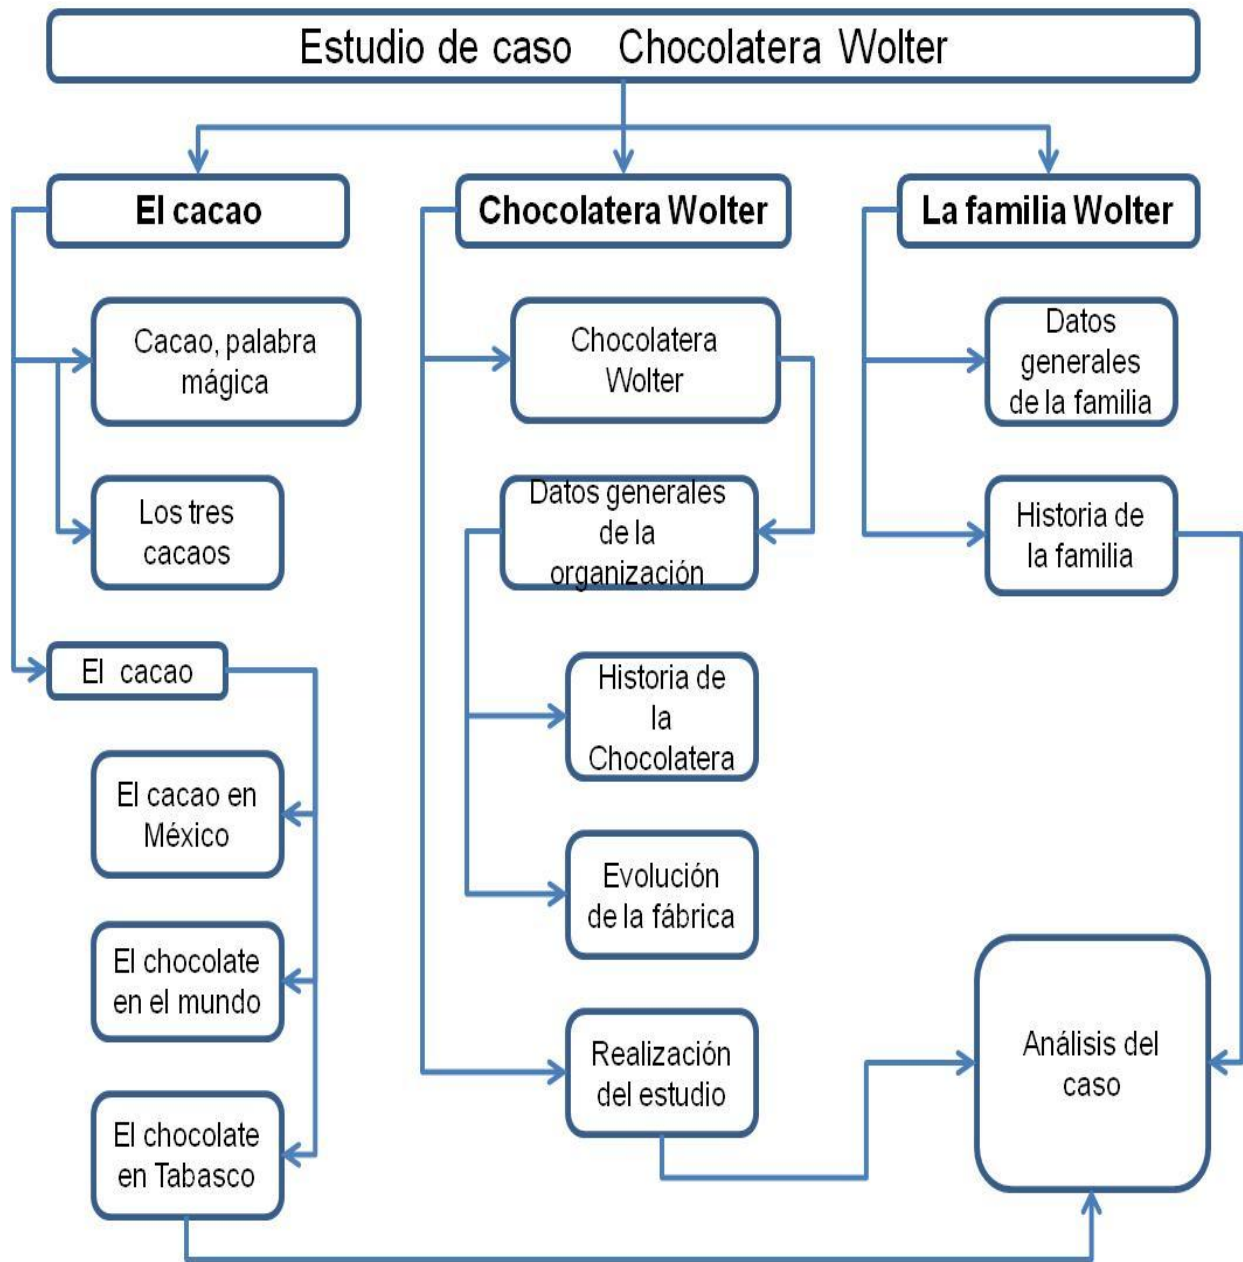 Estudio de caso Chocolatera Wolter
El cacao
Cacao, palabra
mágica
Los tres
cacaos
El cacao
El cacao en
México
El chocolate
en el mundo
El chocolate
en Tabasco
Chocolatera Wolter
Chocolatera
Wolter
Datos generales
de la
organización
Historia de
la
Chocolatera
Evolución
de la fábrica
Realización
del estudio
La familia Wolter
Datos
generales
de la familia
Historia de
la familia
Análisis del
caso